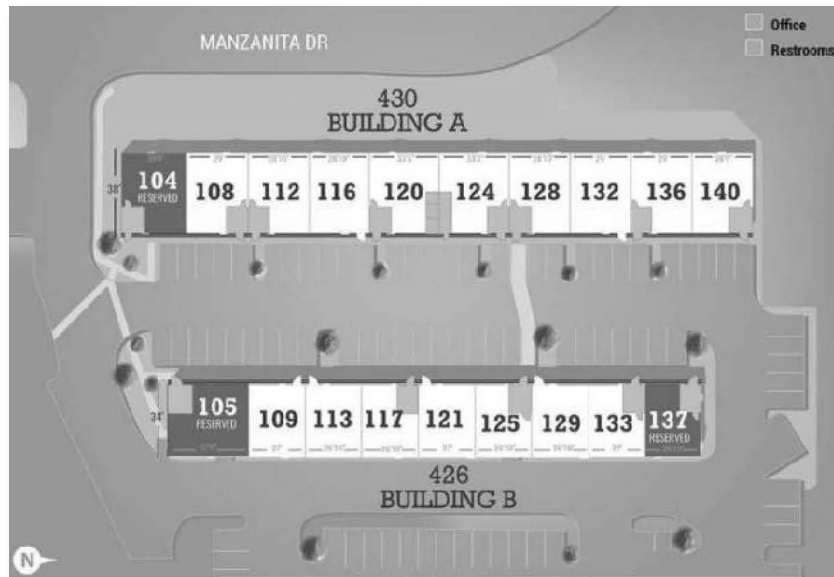 Office
Restrooms
MANZANITA DR
430
BUILDING A
104 108 112 116 120 124 128 132 136 140
RESERVED
38'
105 109 113 117 121 125 129 133 137
RESERVED RESERVED
34'
426
BUILDING B
N